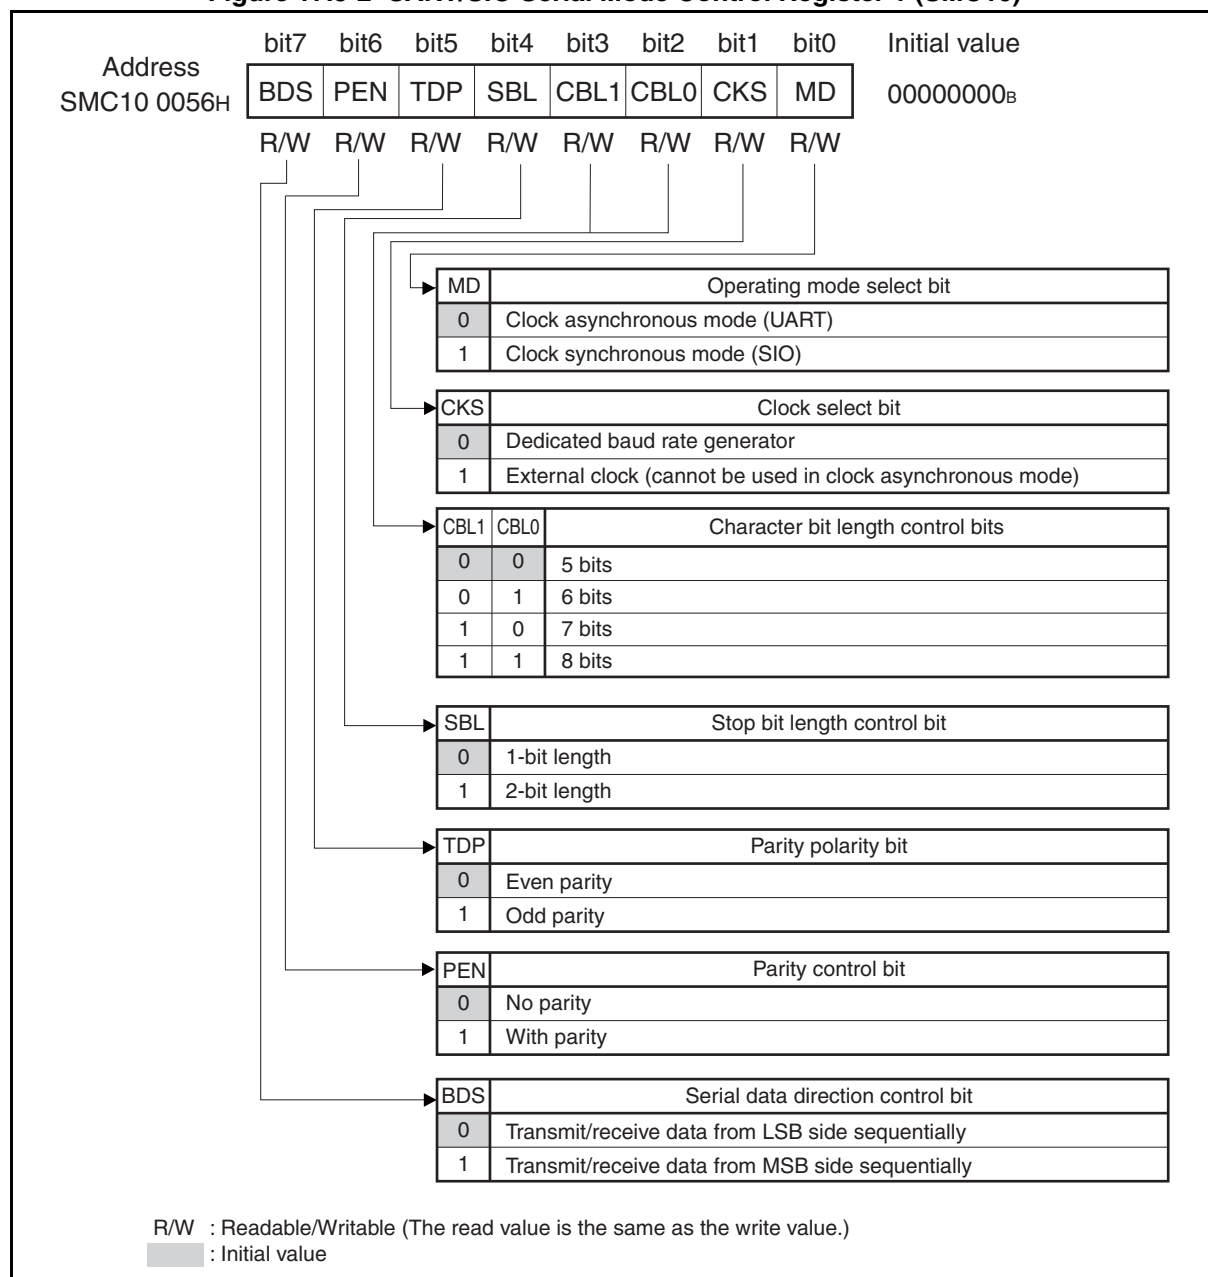 bit7 bit6 bit5 bit4 bit3 bit2 bit1 bit0 Initial value
Address
SMC10 0056H BDS PEN TDP SBL CBL1 CBL0 CKS MD 00000000B
R/W R/W R/W R/W R/W R/W R/W R/W
MD Operating mode select bit
0 Clock asynchronous mode (UART)
1 Clock synchronous mode (SIO)
CKS Clock select bit
0 Dedicated baud rate generator
1 External clock (cannot be used in clock asynchronous mode)
CBL1 CBL0 Character bit length control bits
0 0 5 bits
0 1 6 bits
1 0 7 bits
1 1 8 bits
SBL Stop bit length control bit
0 1-bit length
1 2-bit length
TDP Parity polarity bit
0 Even parity
1 Odd parity
PEN Parity control bit
0 No parity
1 With parity
BDS Serial data direction control bit
0 Transmit/receive data from LSB side sequentially
1 Transmit/receive data from MSB side sequentially
R/W : Readable/Writable (The read value is the same as the write value.)
: Initial value